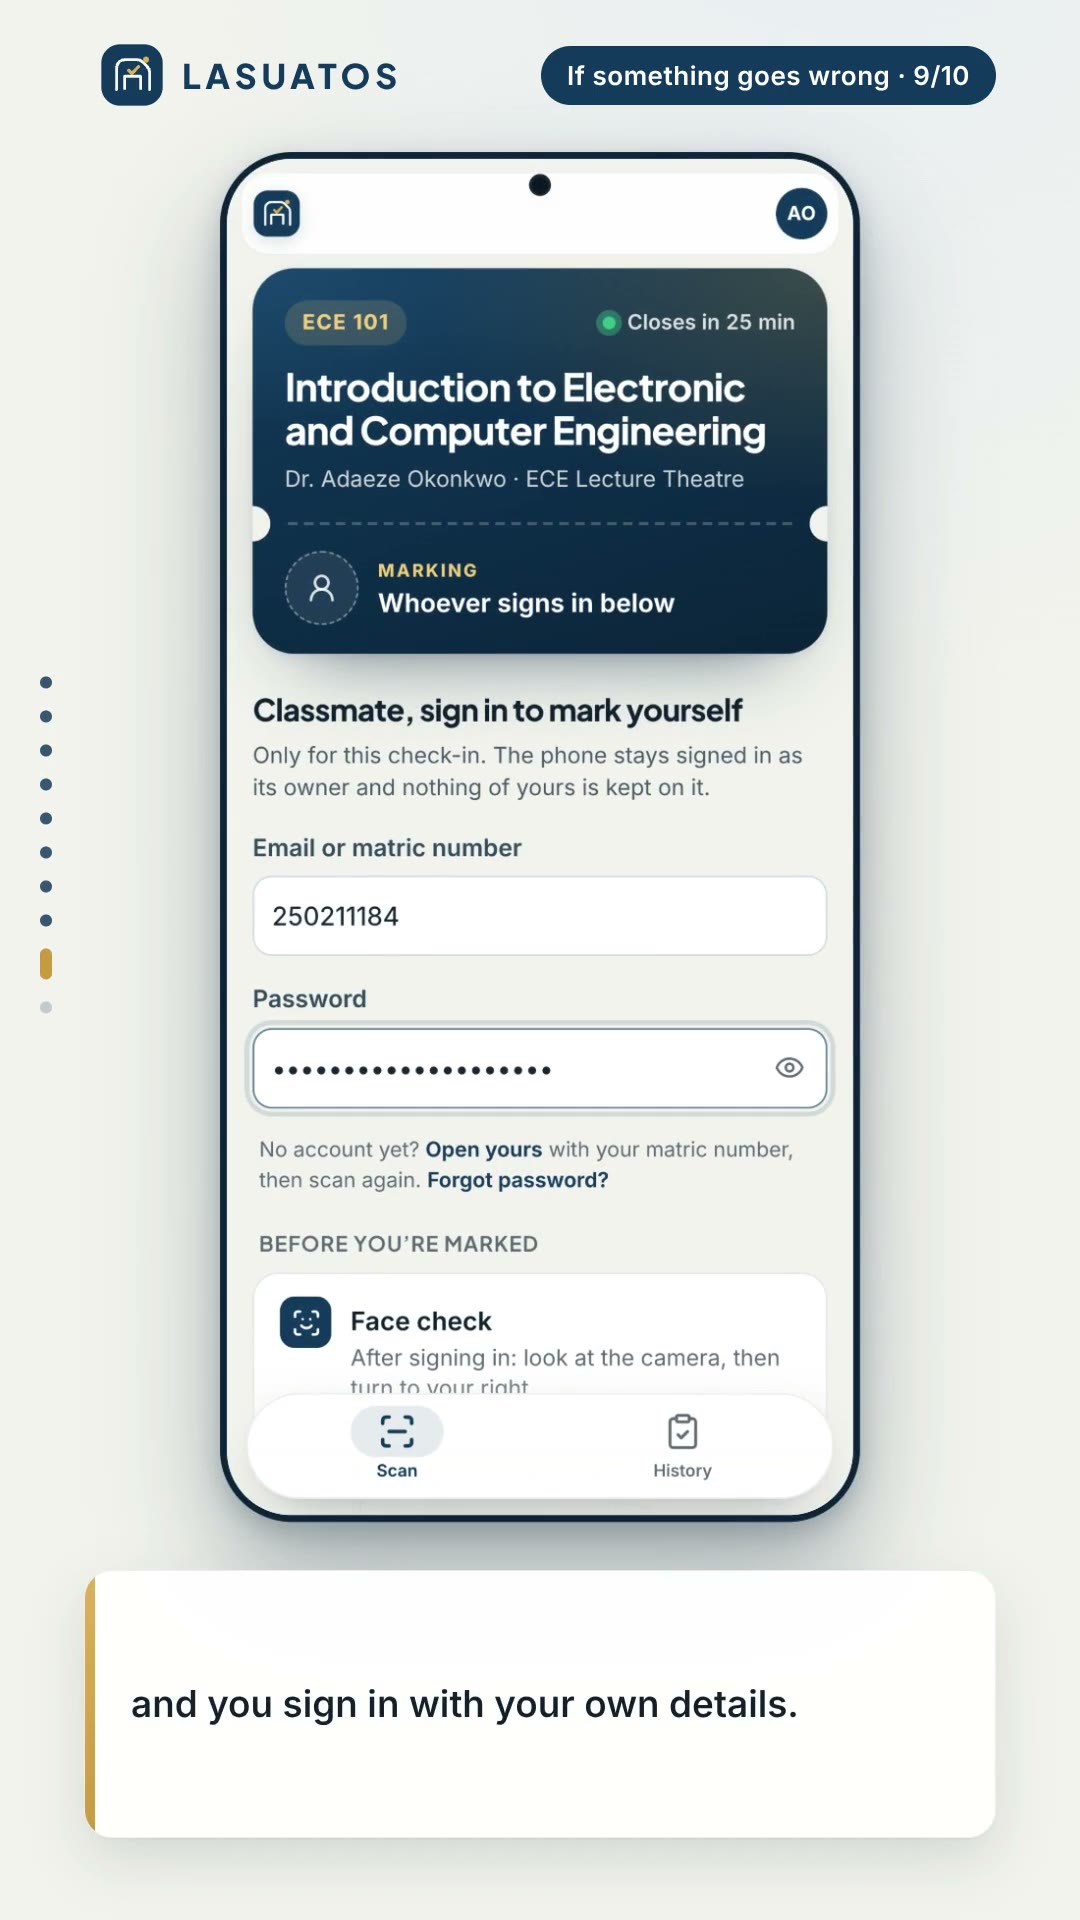 LASUATOS
If something goes wrong · 9/10
AO
ECE 101
Closes in 25 min
Introduction to Electronic
and Computer Engineering
Dr. Adaeze Okonkwo · ECE Lecture Theatre
MARKING
Whoever signs in below
Classmate, sign in to mark yourself
Only for this check-in. The phone stays signed in as
its owner and nothing of yours is kept on it.
Email or matric number
250211184
Password
No account yet? Open yours with your matric number,
then scan again. Forgot password?
BEFORE YOU’RE MARKED
Face check
After signing in: look at the camera, then
turn to your right
Scan
History
and you sign in with your own details.